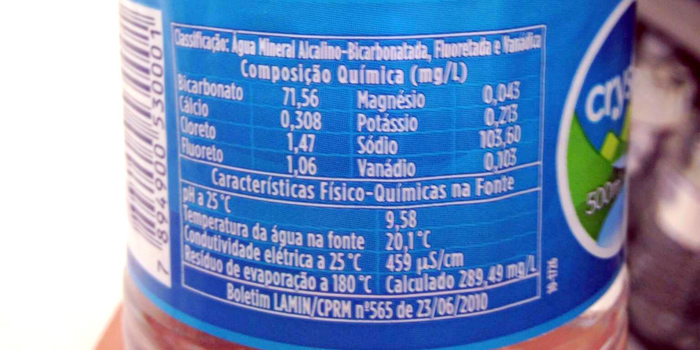 Classificação: Água Mineral Alcalino-Bicarbonatada, Fluoretada e Vanádica
Composição Química (mg/L)
Bicarbonato 71,56 Magnésio 0,043
Cálcio 0,308 Potássio 0,213
Cloreto 1,47 Sódio 103,60
Fluoreto 1,06 Vanádio 0,103
Características Físico-Químicas na Fonte
pH a 25°C 9,58
Temperatura da água na fonte 20,1°C
Condutividade elétrica a 25°C 459 µS/cm
Resíduo de evaporação a 180°C Calculado 289,49 mg/L
Boletim LAMIN/CPRM nº565 de 23/06/2010
7 894900 530001
crys
500m